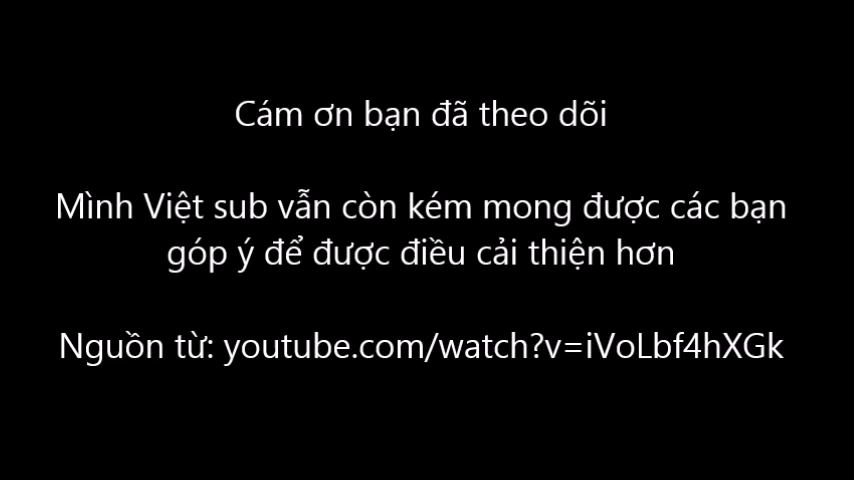 Cám ơn bạn đã theo dõi
Mình Việt sub vẫn còn kém mong được các bạn
góp ý để được điều cải thiện hơn
Nguồn từ: youtube.com/watch?v=iVoLbf4hXGk